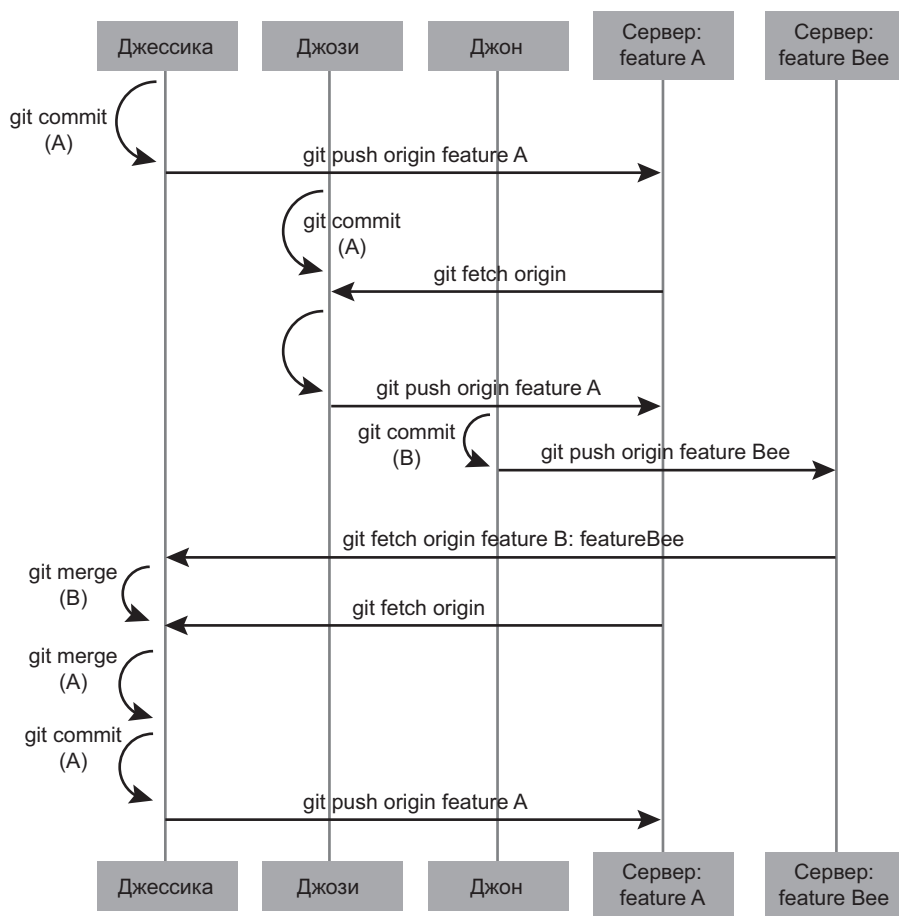 Джессика
Джози
Джон
Сервер:
feature A
Сервер:
feature Bee
git commit
(A)
git push origin feature A
git commit
(A)
git fetch origin
git push origin feature A
git commit
(B)
git push origin feature Bee
git fetch origin feature B: featureBee
git merge
(B)
git fetch origin
git merge
(A)
git commit
(A)
git push origin feature A
Джессика
Джози
Джон
Сервер:
feature A
Сервер:
feature Bee